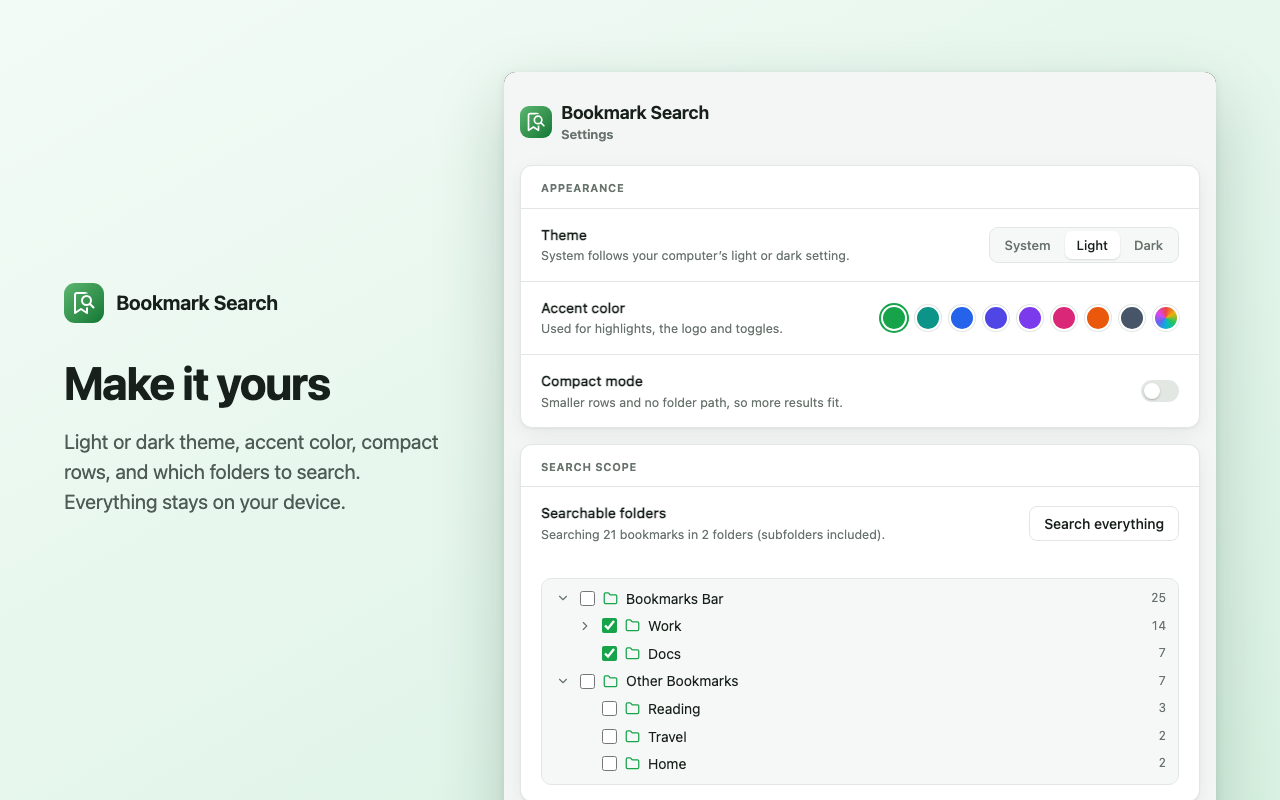 Bookmark Search
Make it yours
Light or dark theme, accent color, compact
rows, and which folders to search.
Everything stays on your device.
Bookmark Search
Settings
APPEARANCE
Theme
System follows your computer’s light or dark setting.
System Light Dark
Accent color
Used for highlights, the logo and toggles.
Compact mode
Smaller rows and no folder path, so more results fit.
SEARCH SCOPE
Searchable folders
Searching 21 bookmarks in 2 folders (subfolders included).
Search everything
Bookmarks Bar 25
Work 14
Docs 7
Other Bookmarks 7
Reading 3
Travel 2
Home 2